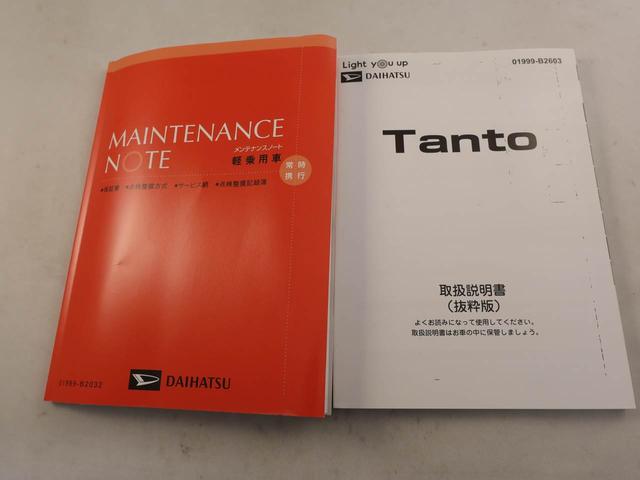 MAINTENANCE
NOTE
メンテナンスノート
軽乗用車
常時
携行
●保証書 ●点検整備方式 ●サービス網 ●点検整備記録簿
DAIHATSU
01999-B2032
Light you up
DAIHATSU
01999-B2603
Tanto
取扱説明書
(抜粋版)
よくお読みになって使用してください。
取扱説明書はお車の中に保管しましょう。